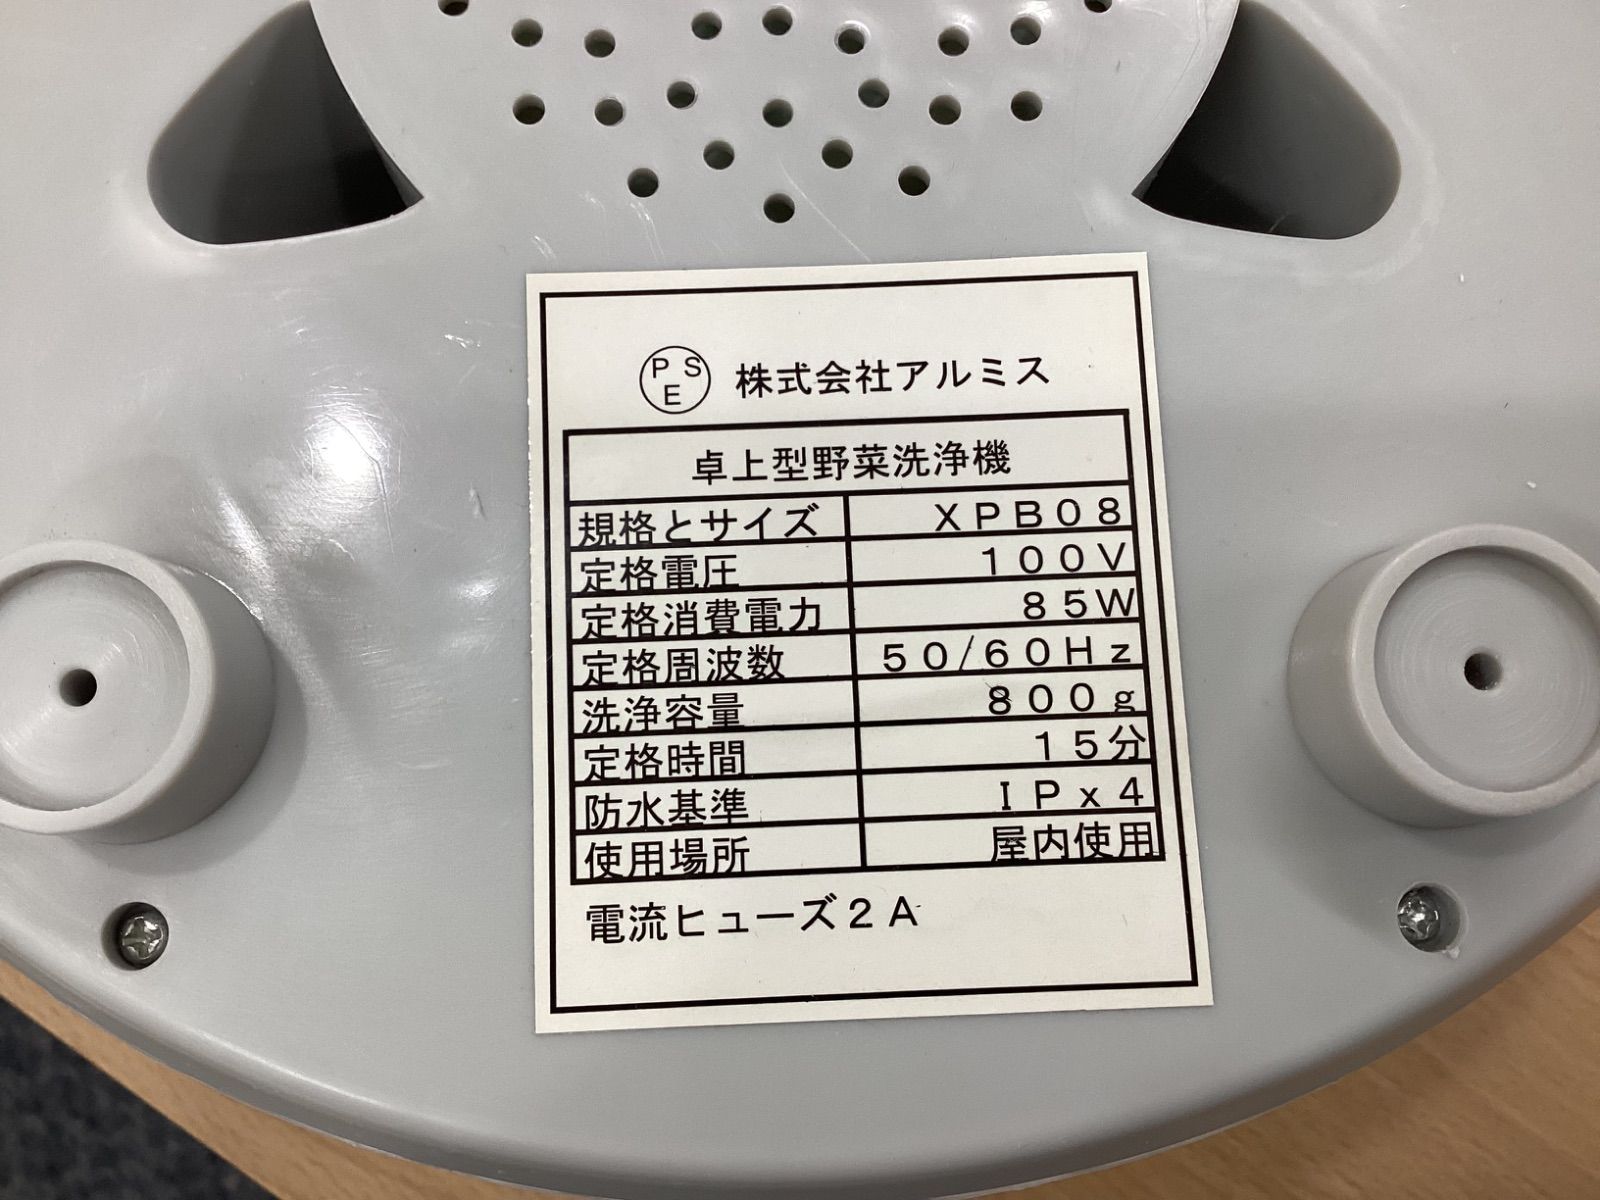 PSE 株式会社アルミス
卓上型野菜洗浄機
規格とサイズ ＸＰＢ０８
定格電圧 １００Ｖ
定格消費電力 ８５Ｗ
定格周波数 ５０/６０Ｈｚ
洗浄容量 ８００ｇ
定格時間 １５分
防水基準 ＩＰｘ４
使用場所 屋内使用
電流ヒューズ２Ａ